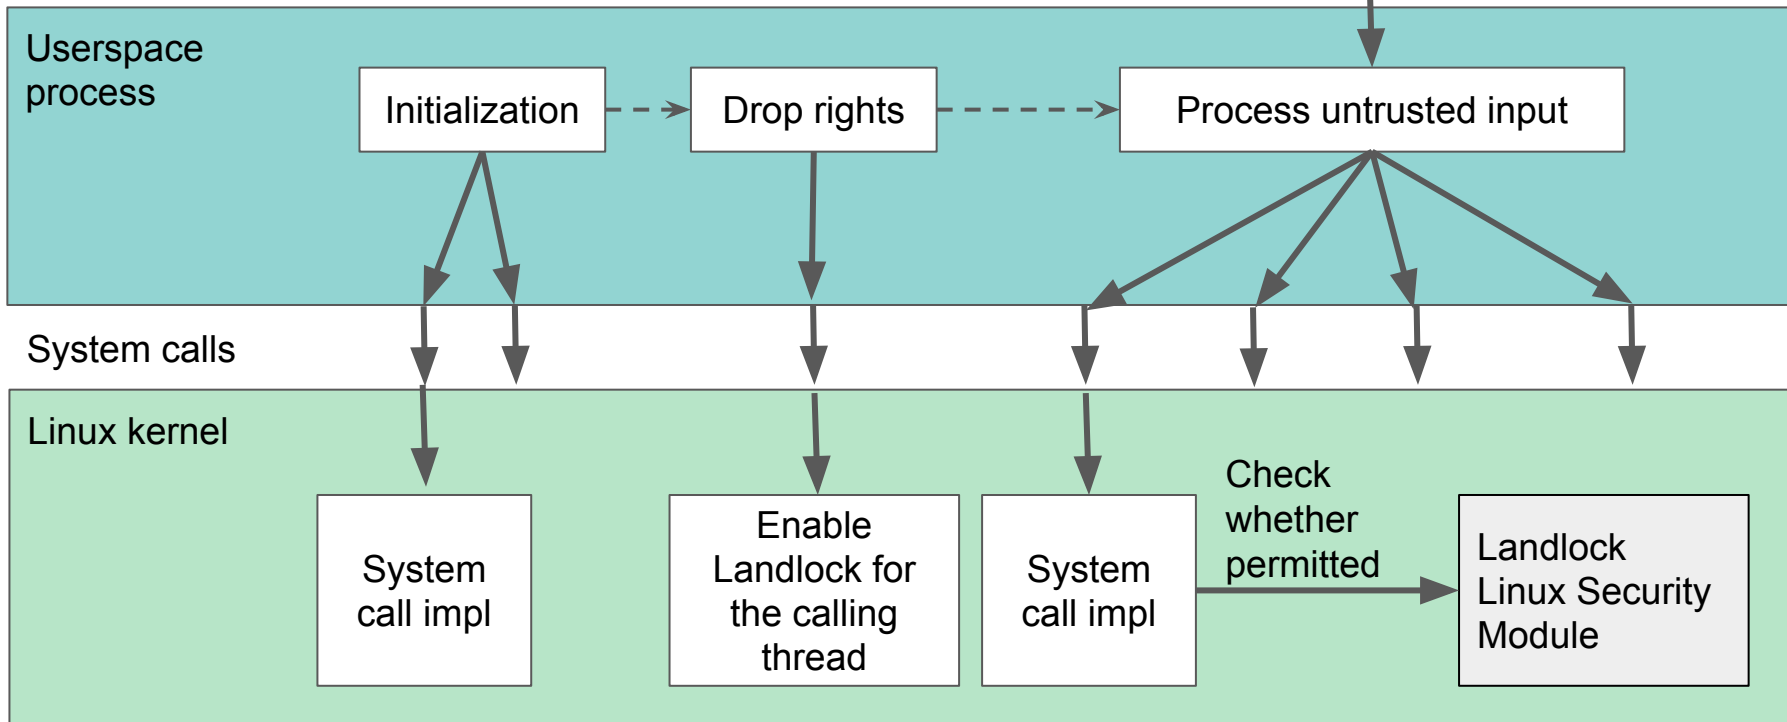 Userspace
process
Initialization
Drop rights
Process untrusted input
System calls
Linux kernel
System
call impl
Enable
Landlock for
the calling
thread
System
call impl
Check
whether
permitted
Landlock
Linux Security
Module